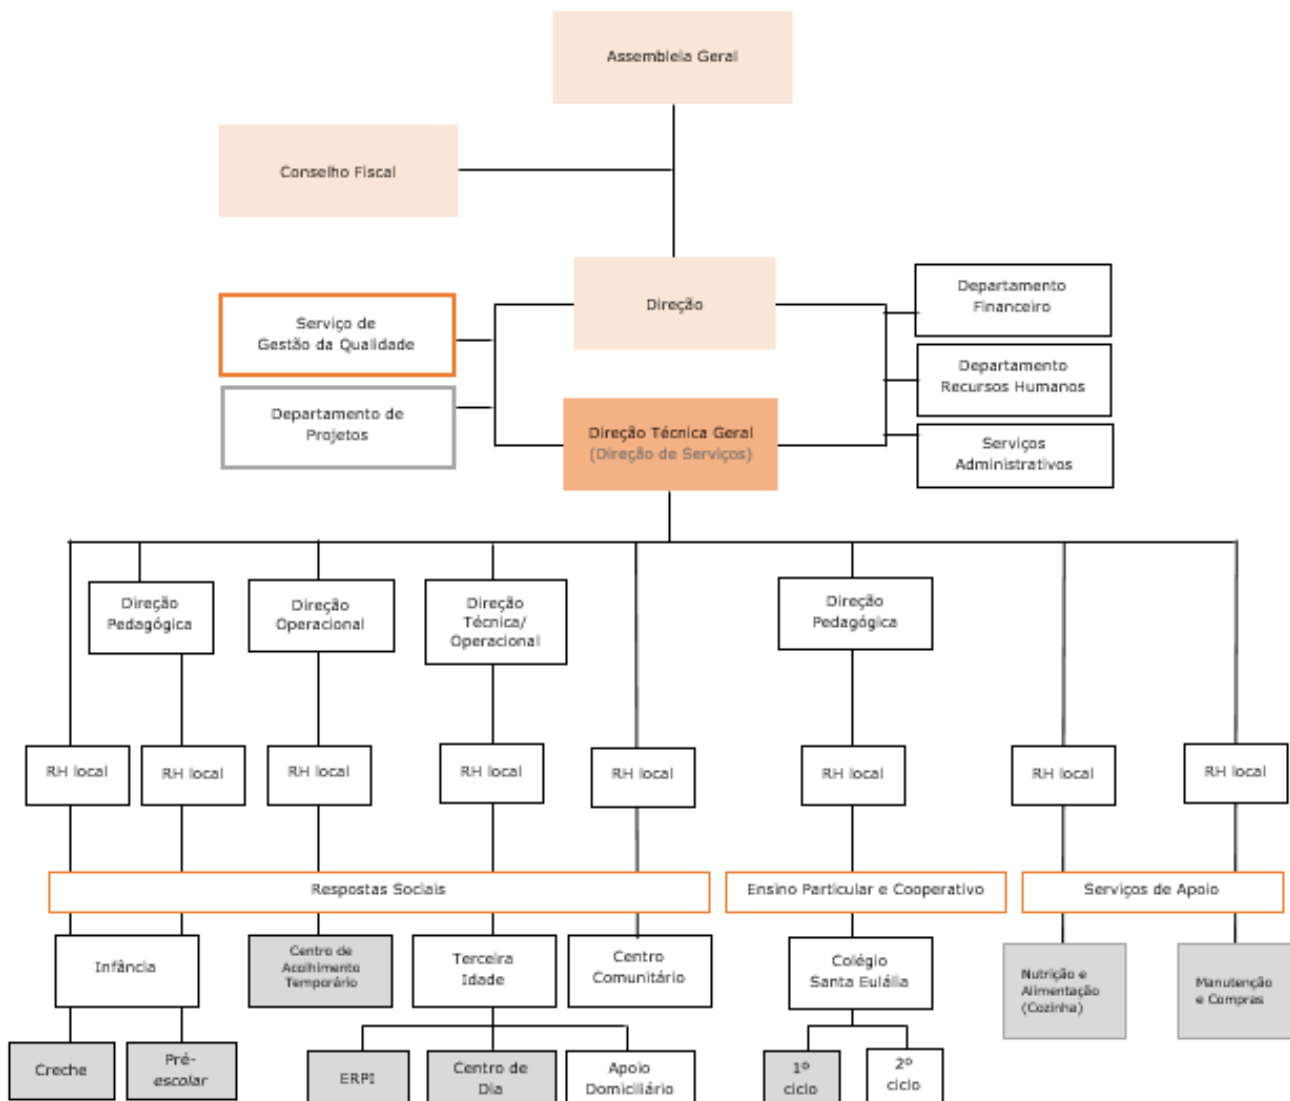 Assembleia Geral
Conselho Fiscal
Direção
Serviço de
Gestão da Qualidade
Departamento de
Projetos
Departamento
Financeiro
Departamento
Recursos Humanos
Serviços
Administrativos
Direção Técnica Geral
(Direção de Serviços)
Direção
Pedagógica
Direção
Operacional
Direção
Técnica/
Operacional
Direção
Pedagógica
RH local
RH local
RH local
RH local
RH local
RH local
RH local
RH local
Respostas Sociais
Ensino Particular e Cooperativo
Serviços de Apoio
Infância
Centro de
Acolhimento
Temporário
Terceira
Idade
Centro
Comunitário
Colégio
Santa Eulália
Nutrição e
Alimentação
(Cozinha)
Manutenção
e Compras
Creche
Pré-
escolar
ERPI
Centro de
Dia
Apoio
Domiciliário
1º
ciclo
2º
ciclo